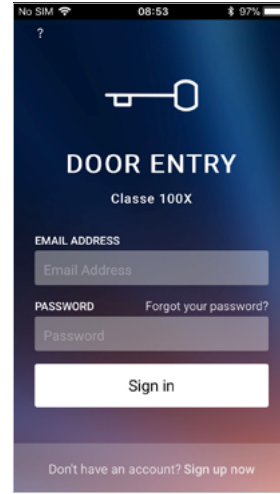 No SIM 08:53 97%
?
DOOR ENTRY
Classe 100X
EMAIL ADDRESS
Email Address
PASSWORD Forgot your password?
Password
Sign in
Don't have an account? Sign up now